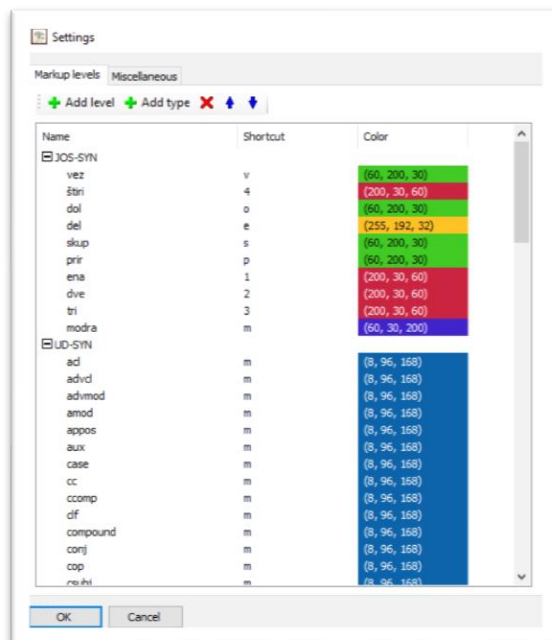 Settings
Markup levels Miscellaneous
Add level Add type
Name Shortcut Color
JOS-SYN
vez v (60, 200, 30)
štiri 4 (200, 30, 60)
dol o (60, 200, 30)
del e (255, 192, 32)
skup s (60, 200, 30)
prir p (60, 200, 30)
ena 1 (200, 30, 60)
dve 2 (200, 30, 60)
tri 3 (200, 30, 60)
modra m (60, 30, 200)
UD-SYN
acl m (8, 96, 168)
advcl m (8, 96, 168)
advmod m (8, 96, 168)
amod m (8, 96, 168)
appos m (8, 96, 168)
aux m (8, 96, 168)
case m (8, 96, 168)
cc m (8, 96, 168)
ccomp m (8, 96, 168)
clf m (8, 96, 168)
compound m (8, 96, 168)
conj m (8, 96, 168)
cop m (8, 96, 168)
csubj m (8, 96, 168)
OK Cancel